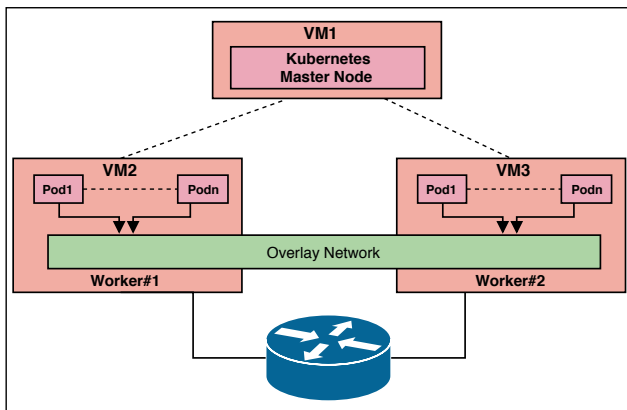 VM1
Kubernetes
Master Node
VM2
Pod1
Podn
VM3
Pod1
Podn
Overlay Network
Worker#1
Worker#2